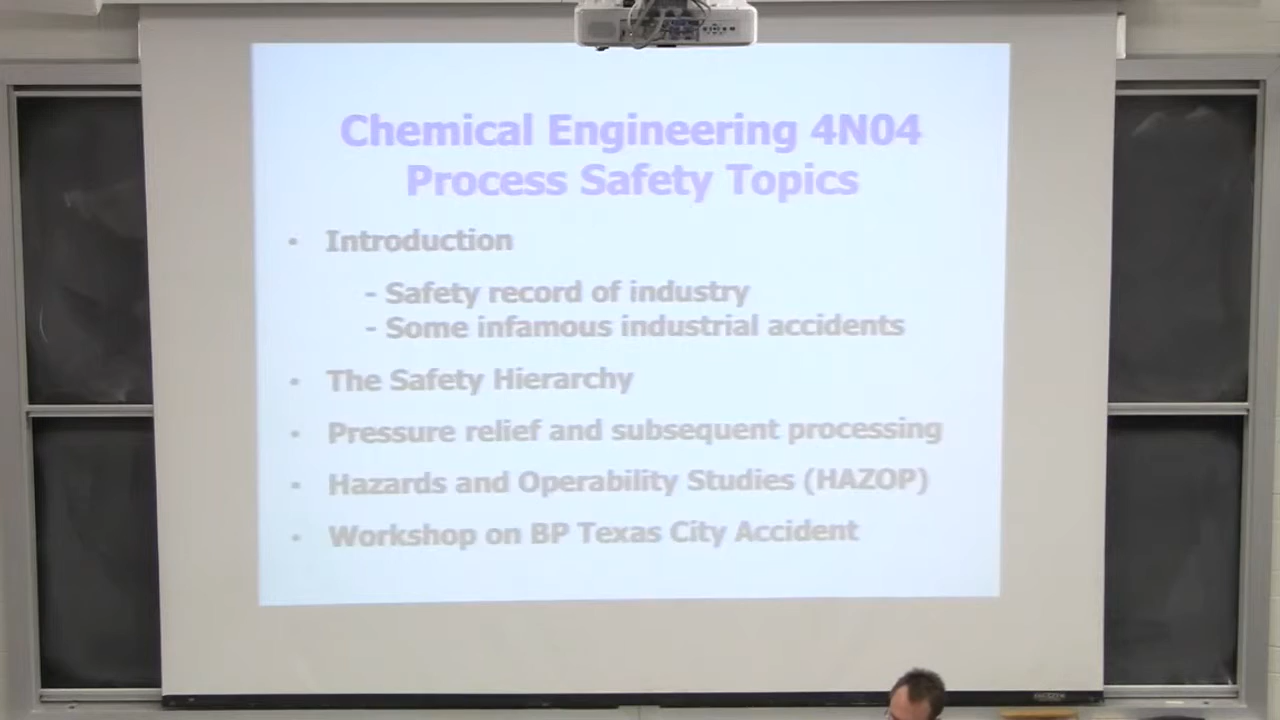 Chemical Engineering 4N04
Process Safety Topics
• Introduction
- Safety record of industry
- Some infamous industrial accidents
• The Safety Hierarchy
• Pressure relief and subsequent processing
• Hazards and Operability Studies (HAZOP)
• Workshop on BP Texas City Accident